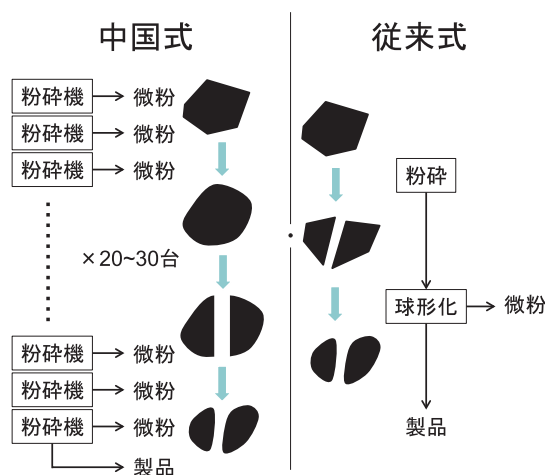 中国式
粉砕機 微粉
粉砕機 微粉
粉砕機 微粉
×20~30台
粉砕機 微粉
粉砕機 微粉
粉砕機 微粉
製品
従来式
粉砕
球形化 微粉
製品